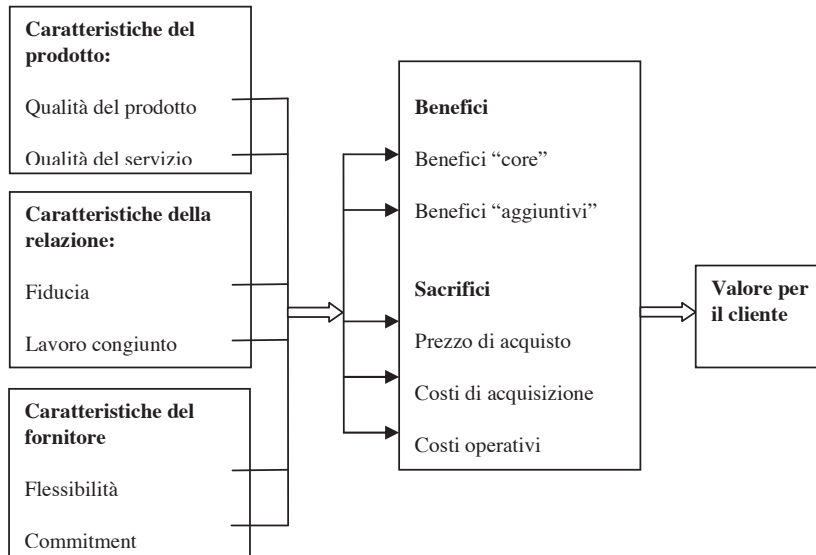 Caratteristiche del
prodotto:
Qualità del prodotto
Qualità del servizio
Caratteristiche della
relazione:
Fiducia
Lavoro congiunto
Caratteristiche del
fornitore
Flessibilità
Commitment
Benefici
Benefici “core”
Benefici “aggiuntivi”
Sacrifici
Prezzo di acquisto
Costi di acquisizione
Costi operativi
Valore per
il cliente